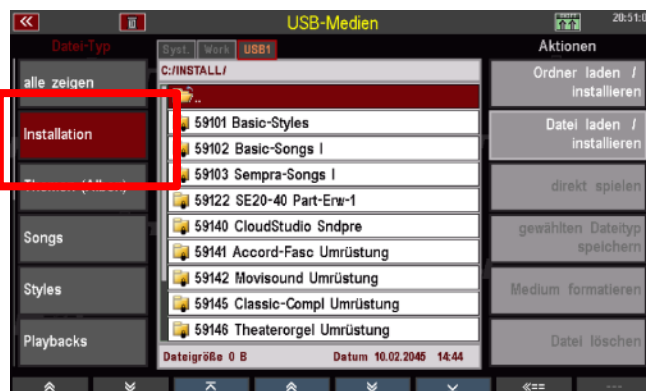 USB-Medien
20:51:0
Datei-Typ
Syst. Work USB1
Aktionen
C:/INSTALL/
alle zeigen
Installation
Themen (Alben)
Songs
Styles
Playbacks
..
59101 Basic-Styles
59102 Basic-Songs I
59103 Sempra-Songs I
59122 SE20-40 Part-Erw-1
59140 CloudStudio Sndpre
59141 Accord-Fasc Umrüstung
59142 Movisound Umrüstung
59145 Classic-Compl Umrüstung
59146 Theaterorgel Umrüstung
Dateigröße 0 B Datum 10.02.2045 14:44
Ordner laden /
installieren
Datei laden /
installieren
direkt spielen
gewählten Dateityp
speichern
Medium formatieren
Datei löschen
«==
---